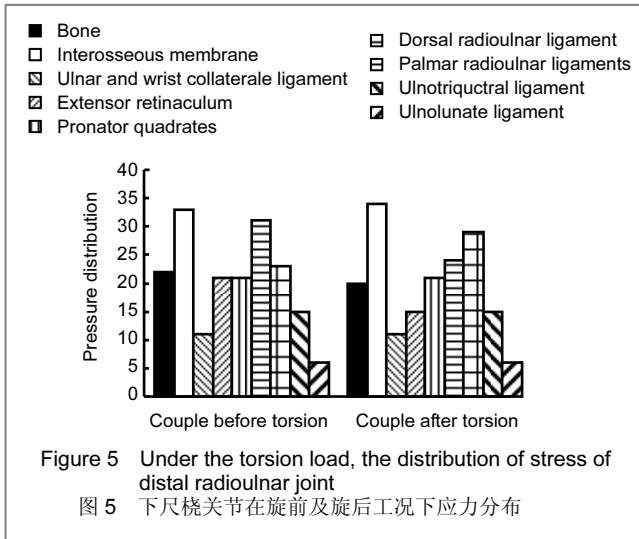 Bone
Interosseous membrane
Ulnar and wrist collaterale ligament
Extensor retinaculum
Pronator quadrates
Dorsal radioulnar ligament
Palmar radioulnar ligaments
Ulnotriquctral ligament
Ulnolunate ligament
Pressure distribution
40
35
30
25
20
15
10
5
0
Couple before torsion
Couple after torsion
Figure 5 Under the torsion load, the distribution of stress of
distal radioulnar joint
图 5 下尺桡关节在旋前及旋后工况下应力分布